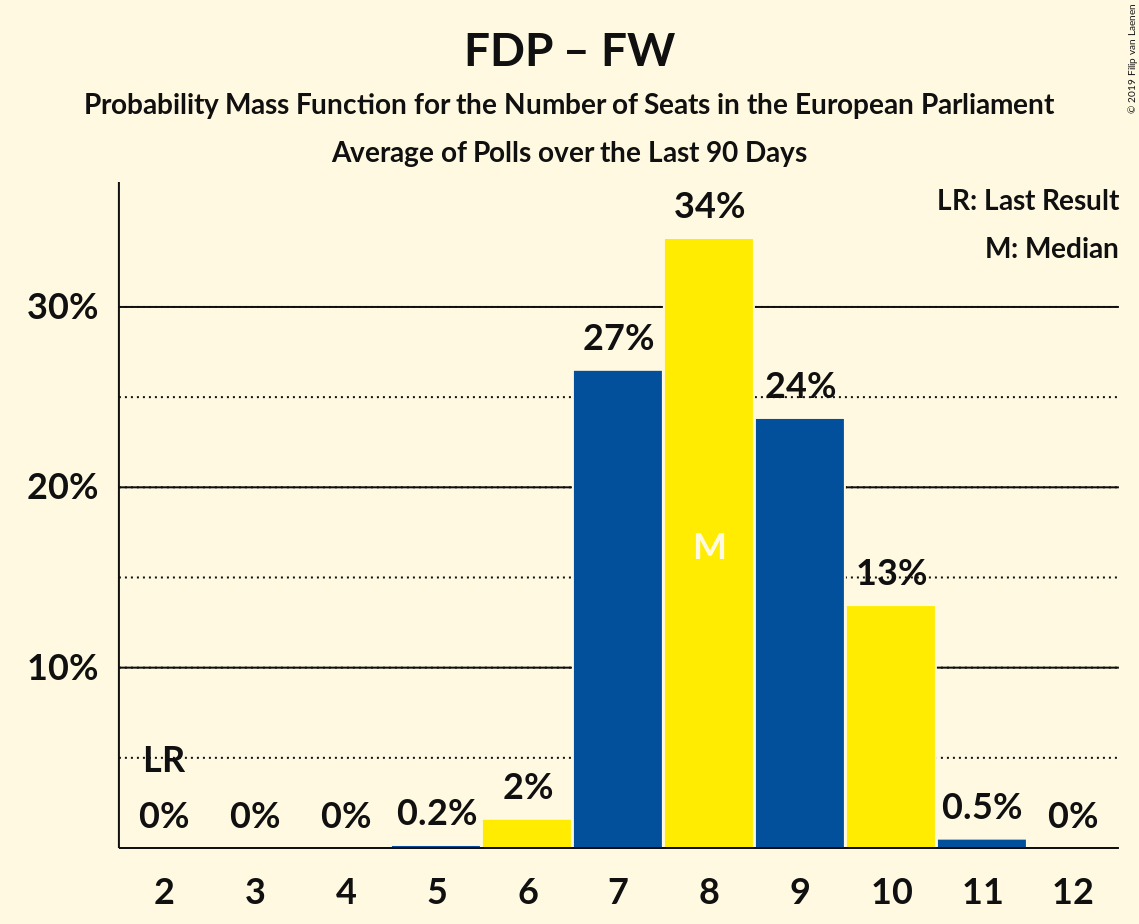 FDP – FW
Probability Mass Function for the Number of Seats in the European Parliament
Average of Polls over the Last 90 Days
© 2019 Filip van Laenen
LR: Last Result
M: Median
34%
30%
27%
24%
20%
M
13%
10%
LR
0%
0%
0%
0.2%
2%
0.5%
0%
2 3 4 5 6 7 8 9 10 11 12